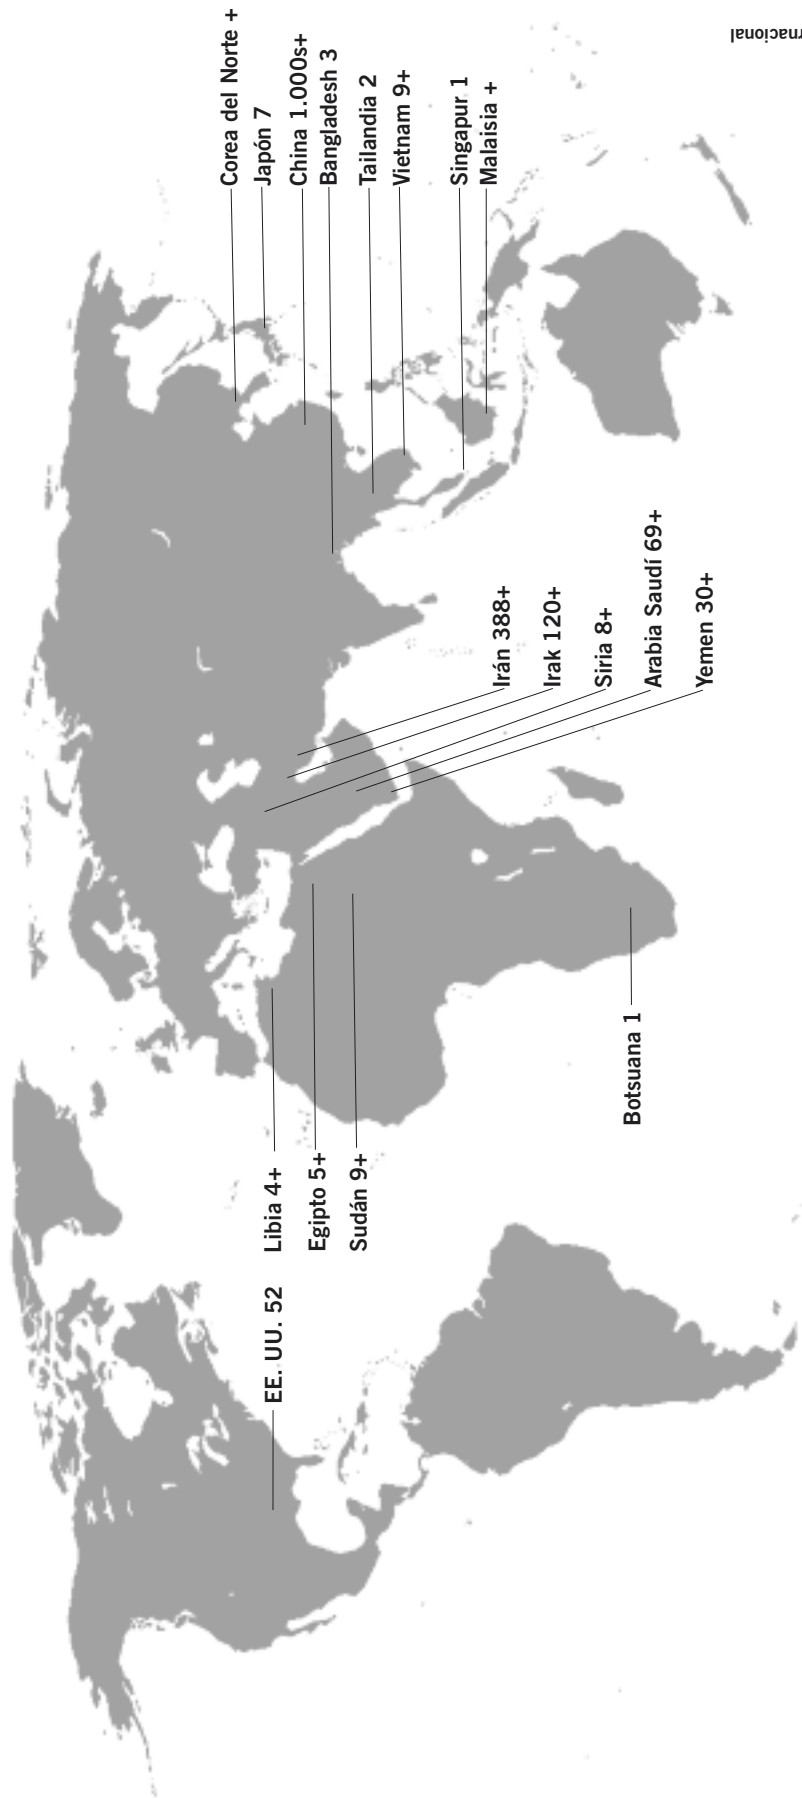 EE. UU. 52
Libia 4+
Egipto 5+
Sudán 9+
Botsuana 1
Irán 388+
Irak 120+
Siria 8+
Arabia Saudí 69+
Yemen 30+
Corea del Norte +
Japón 7
China 1.000s+
Bangladesh 3
Tailandia 2
Vietnam 9+
Singapur 1
Malaisia +